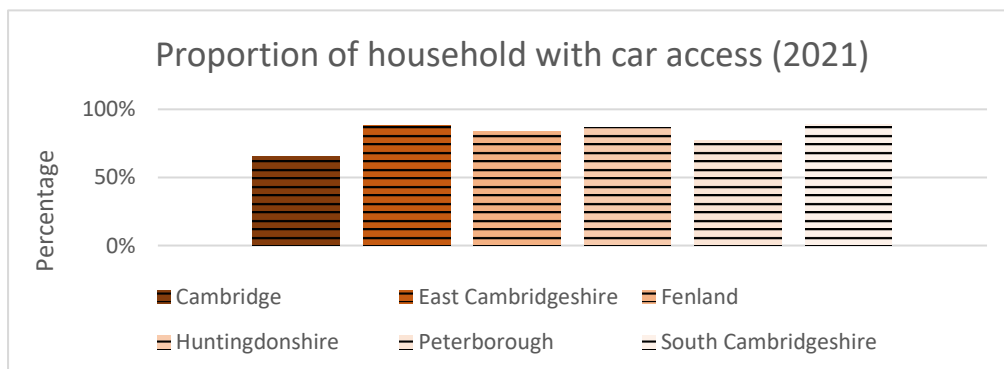 Proportion of household with car access (2021)
100%
50%
0%
Percentage
Cambridge East Cambridgeshire Fenland
Huntingdonshire Peterborough South Cambridgeshire